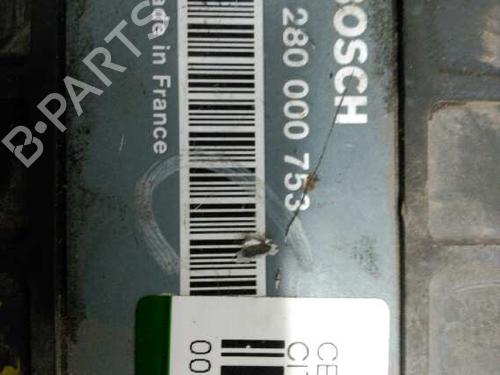 BOSCH
280 000 753
ade in France
B-PARTS
CE
CI
00